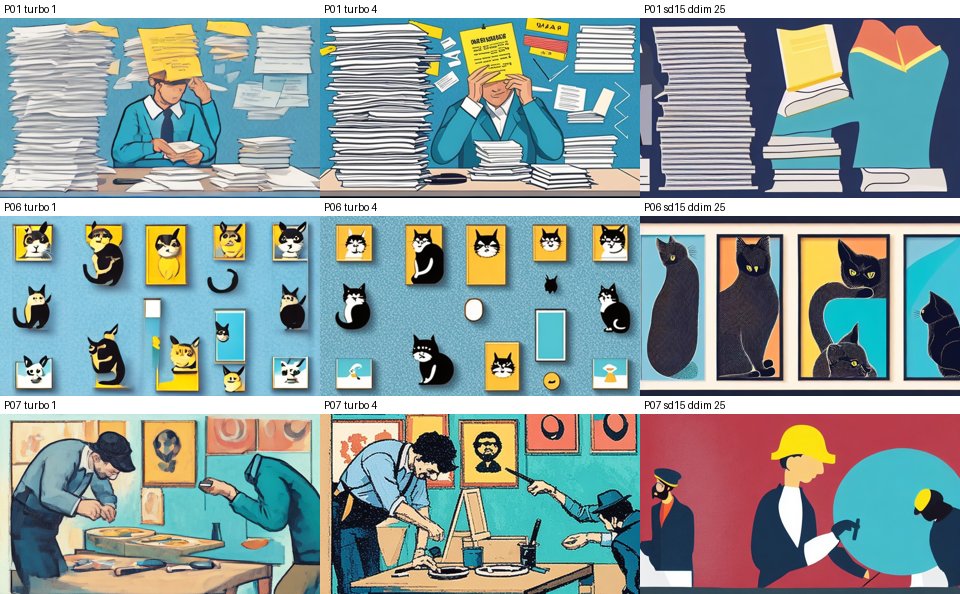 P01 turbo 1
P01 turbo 4
P01 sd15 ddim 25
P06 turbo 1
P06 turbo 4
P06 sd15 ddim 25
P07 turbo 1
P07 turbo 4
P07 sd15 ddim 25